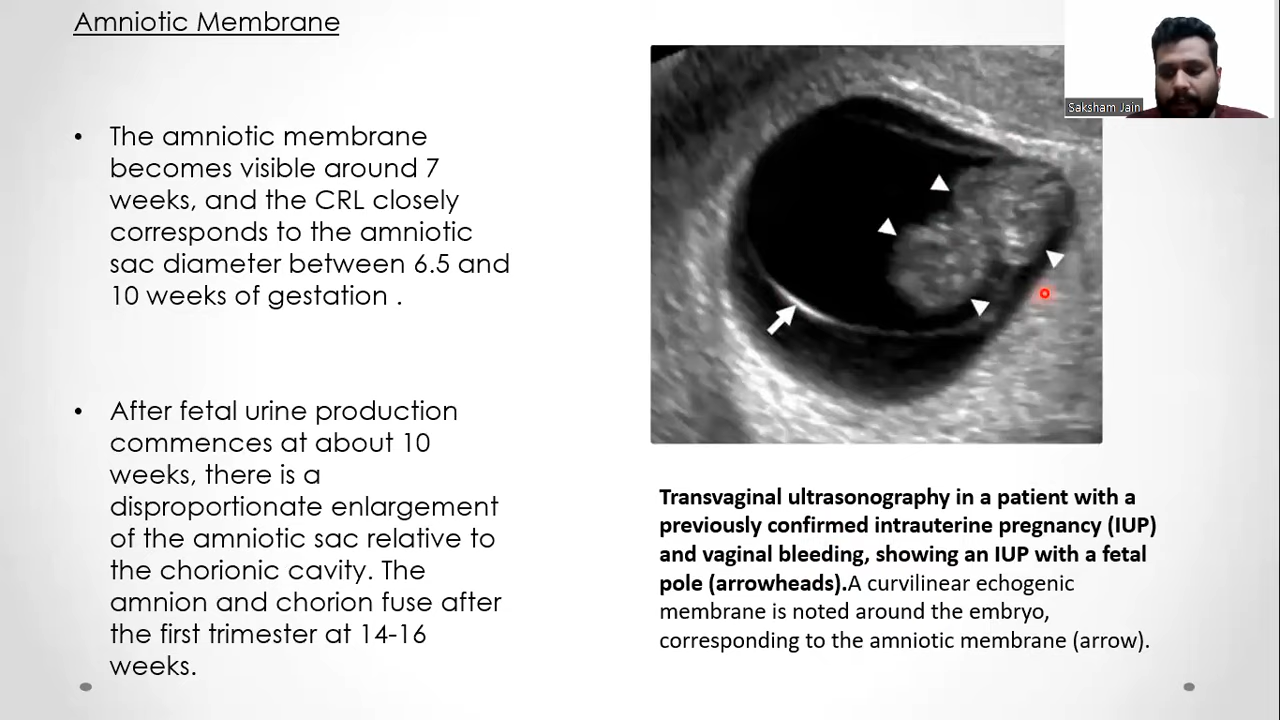 Amniotic Membrane
Saksham Jain
• The amniotic membrane
becomes visible around 7
weeks, and the CRL closely
corresponds to the amniotic
sac diameter between 6.5 and
10 weeks of gestation .
• After fetal urine production
commences at about 10
weeks, there is a
disproportionate enlargement
of the amniotic sac relative to
the chorionic cavity. The
amnion and chorion fuse after
the first trimester at 14-16
weeks.
Transvaginal ultrasonography in a patient with a
previously confirmed intrauterine pregnancy (IUP)
and vaginal bleeding, showing an IUP with a fetal
pole (arrowheads).A curvilinear echogenic
membrane is noted around the embryo,
corresponding to the amniotic membrane (arrow).